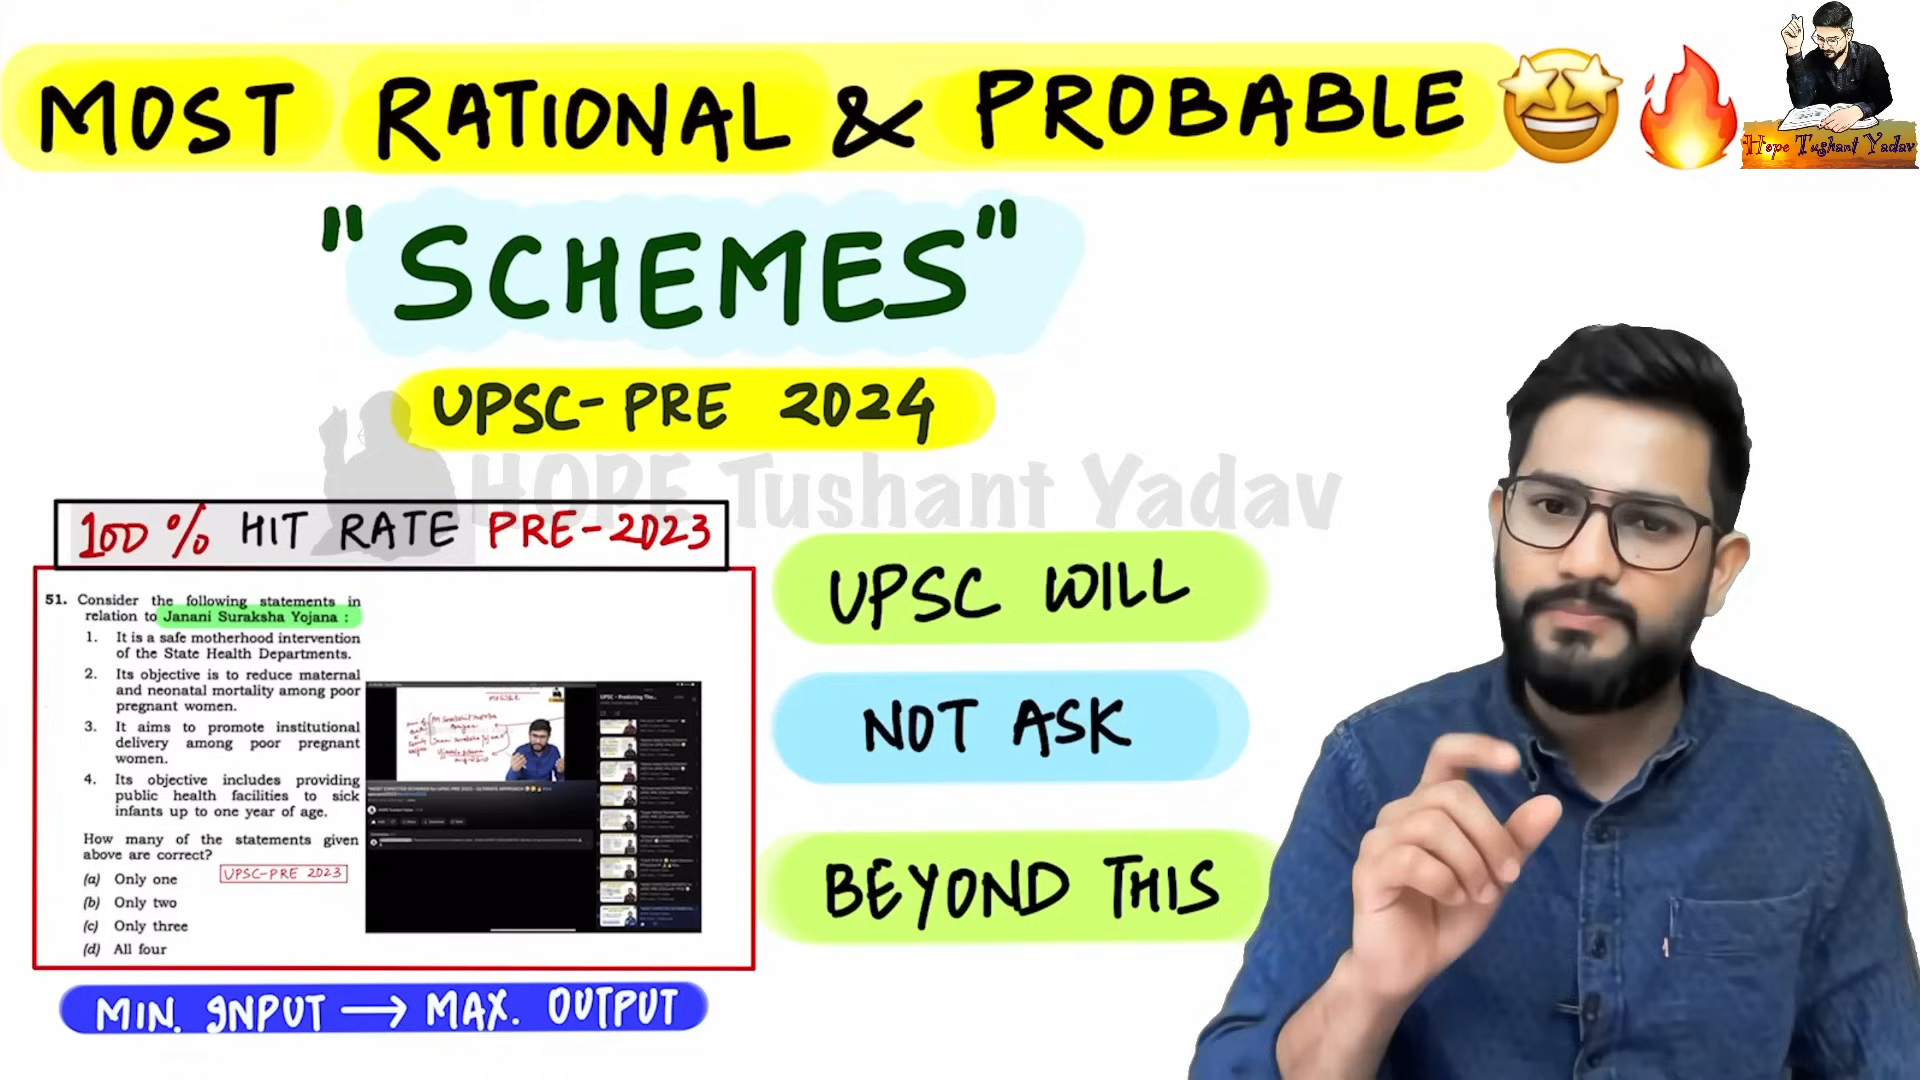 MOST RATIONAL & PROBABLE
Hope Tushant Yadav
"SCHEMES"
UPSC-PRE 2024
HOPE Tushant Yadav
100% HIT RATE PRE-2023
51. Consider the following statements in
relation to Janani Suraksha Yojana :
1. It is a safe motherhood intervention
of the State Health Departments.
2. Its objective is to reduce maternal
and neonatal mortality among poor
pregnant women.
3. It aims to promote institutional
delivery among poor pregnant
women.
4. Its objective includes providing
public health facilities to sick
infants up to one year of age.
How many of the statements given
above are correct?
UPSC-PRE 2023
(a) Only one
(b) Only two
(c) Only three
(d) All four
UPSC WILL
NOT ASK
BEYOND THIS
MIN. INPUT → MAX. OUTPUT